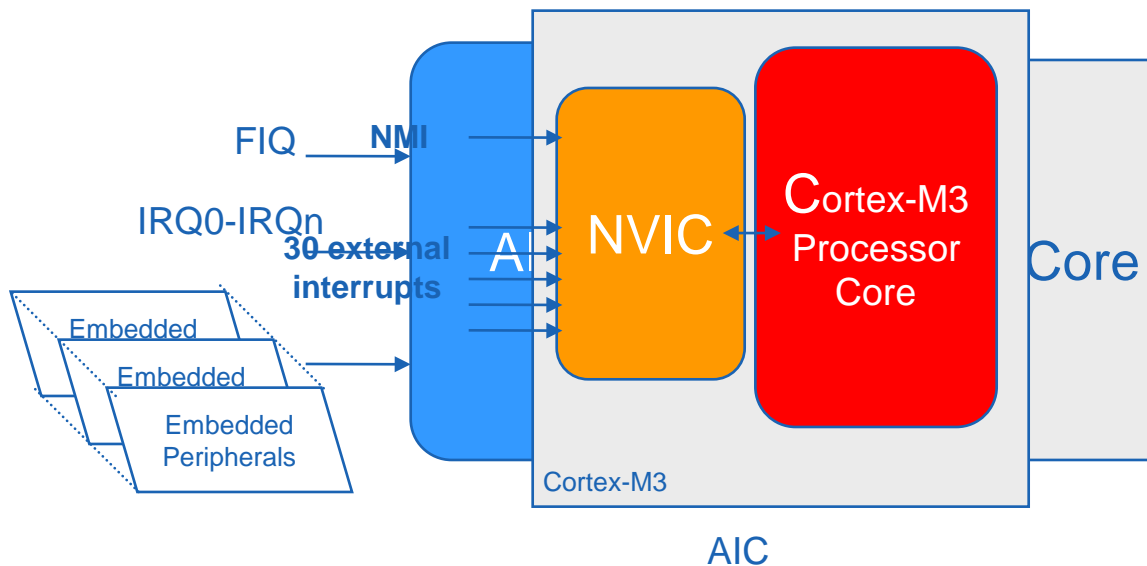 FIQ
NMI
IRQ0-IRQn
30 external
interrupts
NVIC
Cortex-M3
Processor
Core
Core
Embedded
Embedded
Embedded
Peripherals
Cortex-M3
AIC